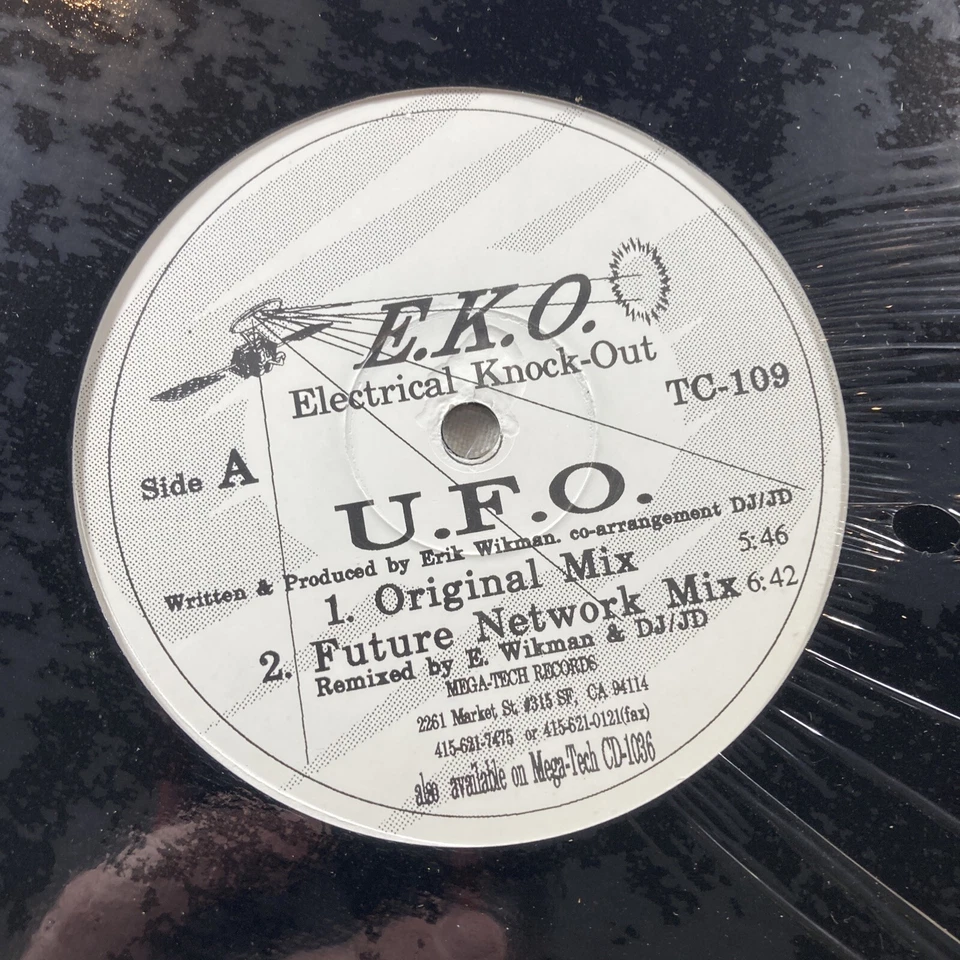 E.K.O.
Electrical Knock-Out
TC-109
Side A
U.F.O.
Written & Produced by Erik Wikman. co-arrangement DJ/JD
1. Original Mix 5:46
2. Future Network Mix 6:42
Remixed by E. Wikman & DJ/JD
MEGA-TECH RECORDS
2261 Market St. #315 SF, CA 94114
415-621-7475 or 415-621-0121(fax)
also available on Mega-Tech CD-1036